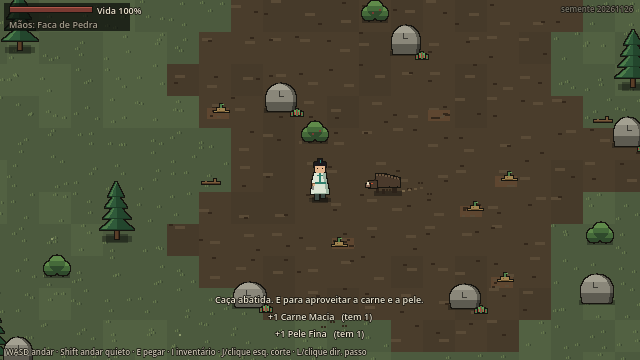 Vida 100%
semente 20261126
Mãos: Faca de Pedra
Caça abatida. E para aproveitar a carne e a pele.
+1 Carne Macia (tem 1)
+1 Pele Fina (tem 1)
WASD andar · Shift andar quieto · E pegar · I inventario · J/clique esq. corte · L/clique dir. passo